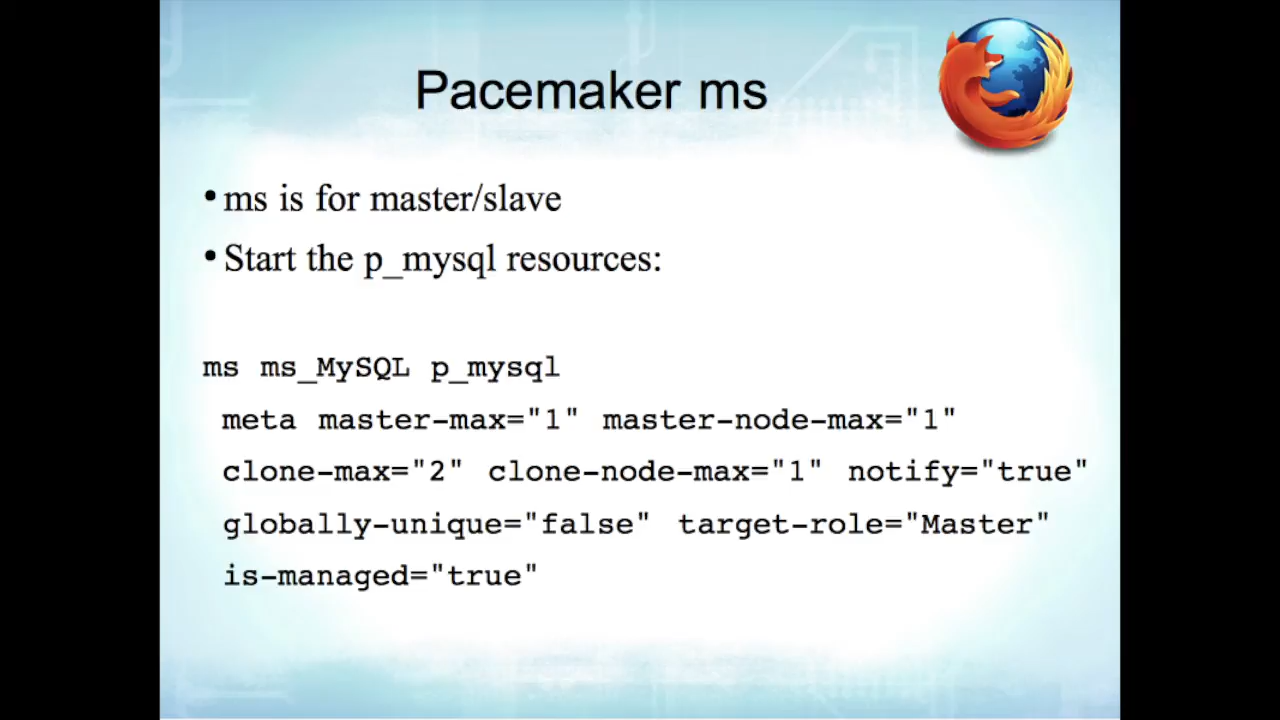 Pacemaker ms
•ms is for master/slave
•Start the p_mysql resources:
ms ms_MySQL p_mysql
meta master-max="1" master-node-max="1"
clone-max="2" clone-node-max="1" notify="true"
globally-unique="false" target-role="Master"
is-managed="true"